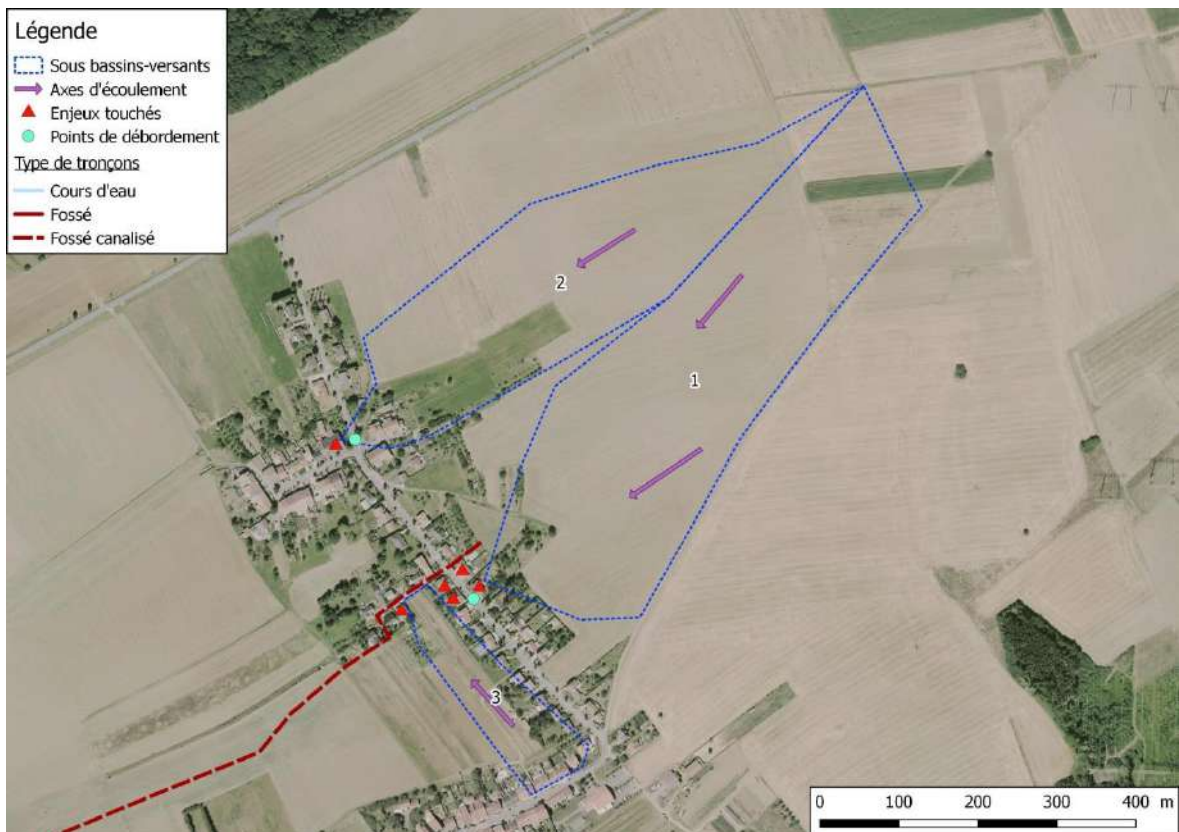 Légende
Sous bassins-versants
Axes d'écoulement
Enjeux touchés
Points de débordement
Type de tronçons
Cours d'eau
Fossé
Fossé canalisé
2
1
3
0 100 200 300 400 m